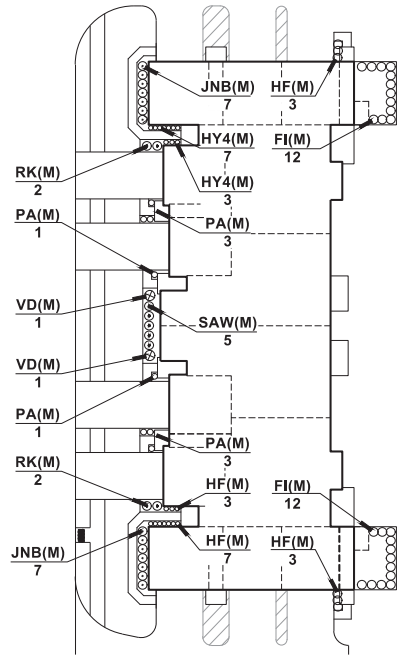 JNB(M)
7
HF(M)
3
HY4(M)
7
FI(M)
12
RK(M)
2
HY4(M)
3
PA(M)
1
PA(M)
3
VD(M)
1
SAW(M)
5
VD(M)
1
PA(M)
1
PA(M)
3
RK(M)
2
HF(M)
3
FI(M)
12
JNB(M)
7
HF(M)
7
HF(M)
3